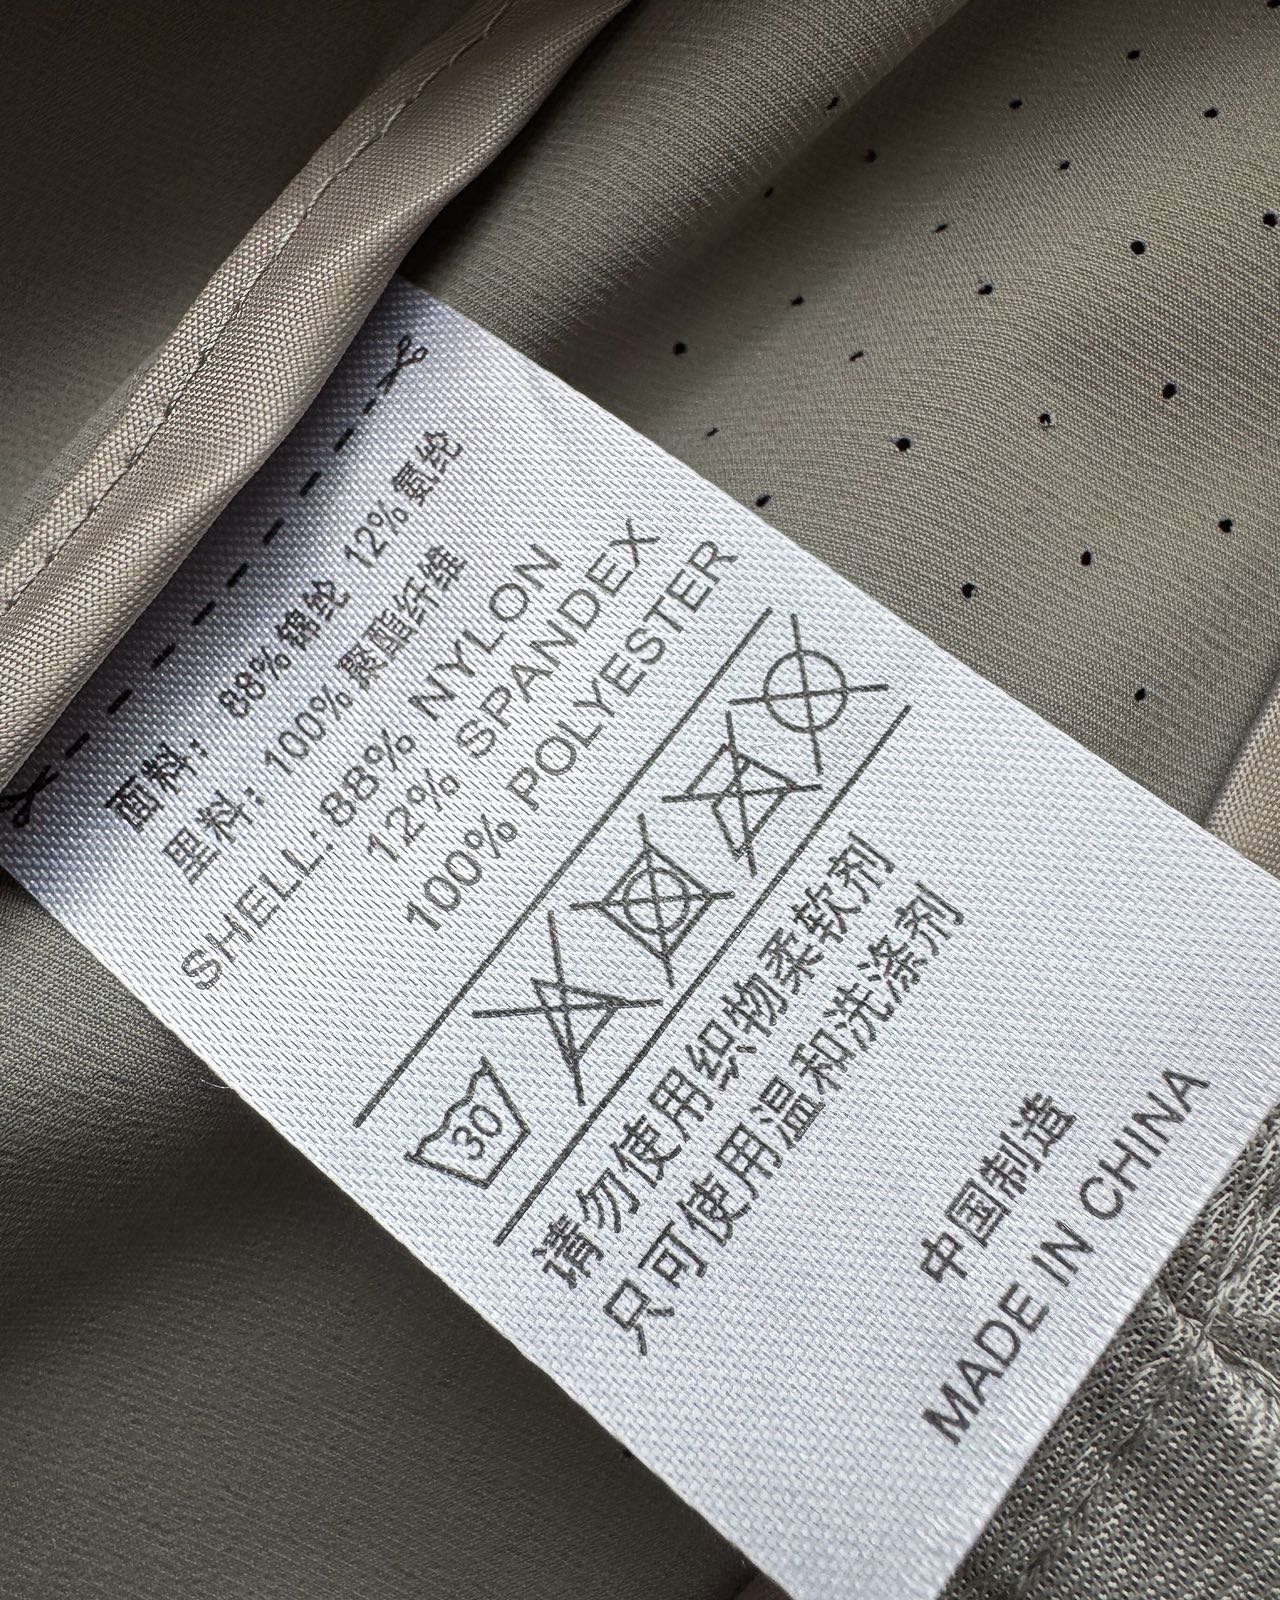 面料: 88% 锦纶 12% 氨纶
里料: 100% 聚酯纤维
SHELL: 88% NYLON
12% SPANDEX
100% POLYESTER
30
请勿使用织物柔软剂
只可使用温和洗涤剂
中国制造
MADE IN CHINA